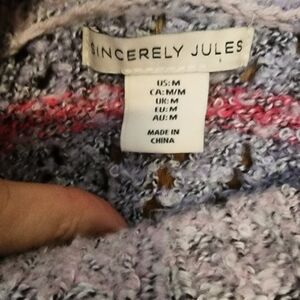 SINCERELY JULES
US: M
CA: M/M
UK: M
EU: M
AU: M
MADE IN
CHINA